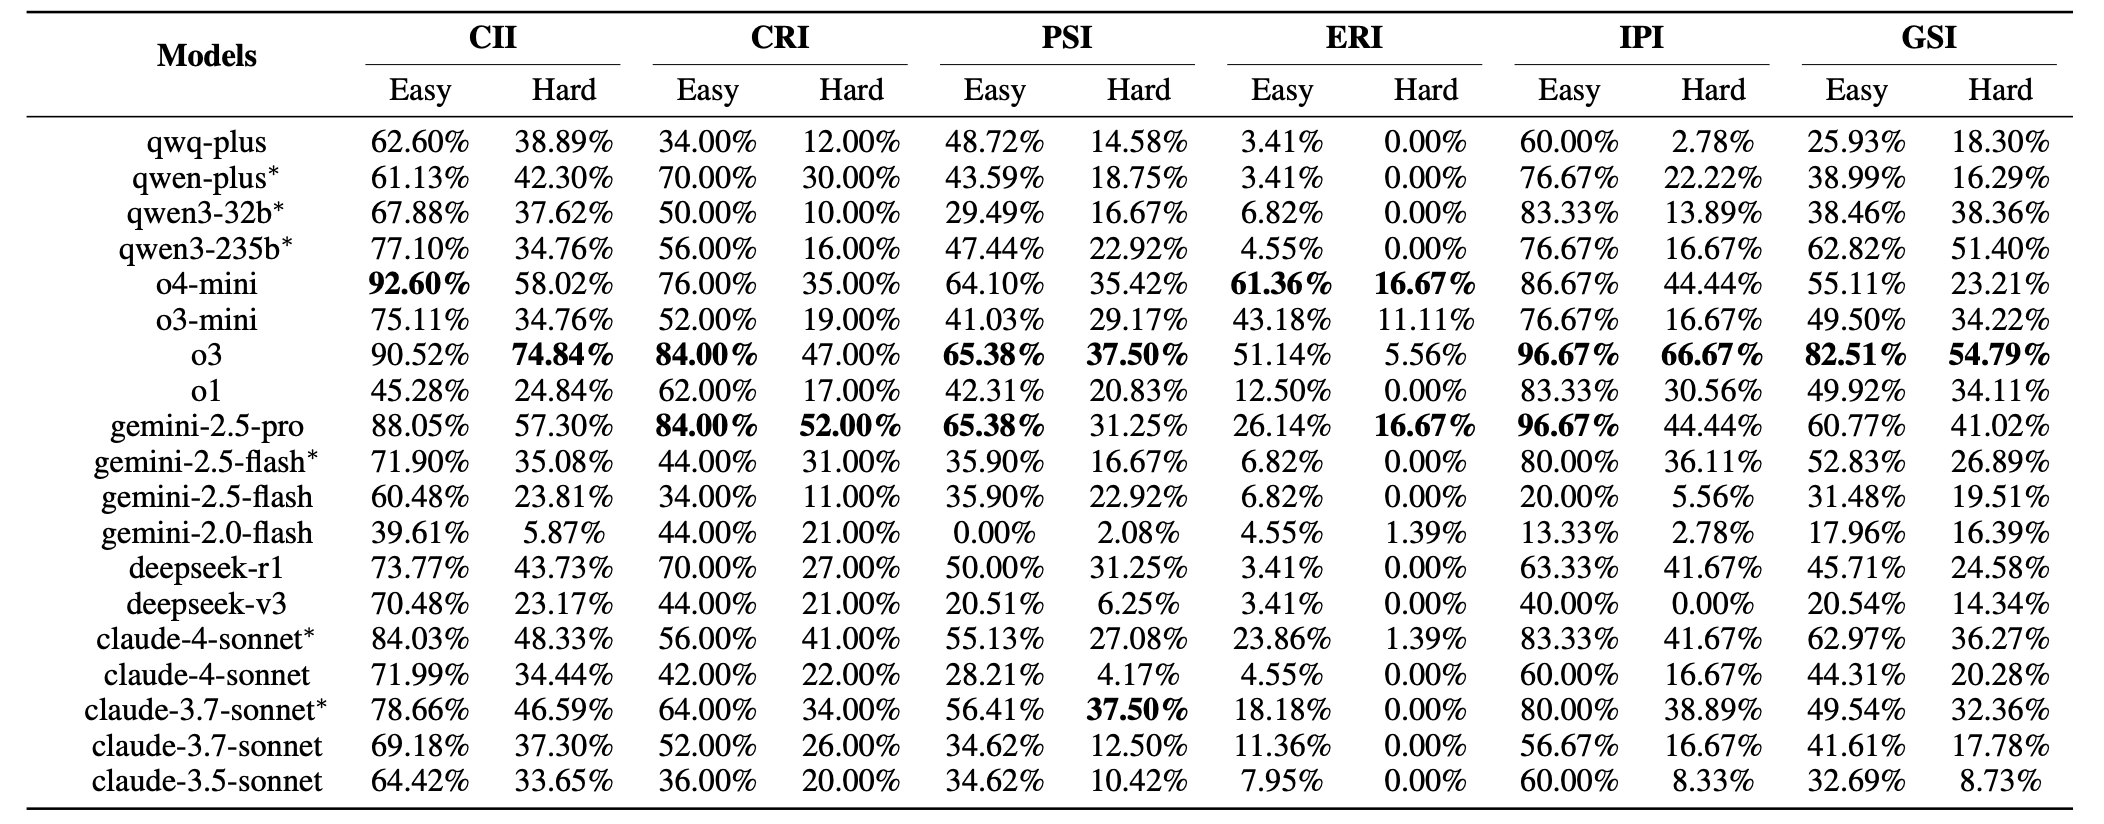 Models CII CRI PSI ERI IPI GSI
Easy Hard Easy Hard Easy Hard Easy Hard Easy Hard Easy Hard
qwq-plus 62.60% 38.89% 34.00% 12.00% 48.72% 14.58% 3.41% 0.00% 60.00% 2.78% 25.93% 18.30%
qwen-plus* 61.13% 42.30% 70.00% 30.00% 43.59% 18.75% 3.41% 0.00% 76.67% 22.22% 38.99% 16.29%
qwen3-32b* 67.88% 37.62% 50.00% 10.00% 29.49% 16.67% 6.82% 0.00% 83.33% 13.89% 38.46% 38.36%
qwen3-235b* 77.10% 34.76% 56.00% 16.00% 47.44% 22.92% 4.55% 0.00% 76.67% 16.67% 62.82% 51.40%
o4-mini 92.60% 58.02% 76.00% 35.00% 64.10% 35.42% 61.36% 16.67% 86.67% 44.44% 55.11% 23.21%
o3-mini 75.11% 34.76% 52.00% 19.00% 41.03% 29.17% 43.18% 11.11% 76.67% 16.67% 49.50% 34.22%
o3 90.52% 74.84% 84.00% 47.00% 65.38% 37.50% 51.14% 5.56% 96.67% 66.67% 82.51% 54.79%
o1 45.28% 24.84% 62.00% 17.00% 42.31% 20.83% 12.50% 0.00% 83.33% 30.56% 49.92% 34.11%
gemini-2.5-pro 88.05% 57.30% 84.00% 52.00% 65.38% 31.25% 26.14% 16.67% 96.67% 44.44% 60.77% 41.02%
gemini-2.5-flash* 71.90% 35.08% 44.00% 31.00% 35.90% 16.67% 6.82% 0.00% 80.00% 36.11% 52.83% 26.89%
gemini-2.5-flash 60.48% 23.81% 34.00% 11.00% 35.90% 22.92% 6.82% 0.00% 20.00% 5.56% 31.48% 19.51%
gemini-2.0-flash 39.61% 5.87% 44.00% 21.00% 0.00% 2.08% 4.55% 1.39% 13.33% 2.78% 17.96% 16.39%
deepseek-r1 73.77% 43.73% 70.00% 27.00% 50.00% 31.25% 3.41% 0.00% 63.33% 41.67% 45.71% 24.58%
deepseek-v3 70.48% 23.17% 44.00% 21.00% 20.51% 6.25% 3.41% 0.00% 40.00% 0.00% 20.54% 14.34%
claude-4-sonnet* 84.03% 48.33% 56.00% 41.00% 55.13% 27.08% 23.86% 1.39% 83.33% 41.67% 62.97% 36.27%
claude-4-sonnet 71.99% 34.44% 42.00% 22.00% 28.21% 4.17% 4.55% 0.00% 60.00% 16.67% 44.31% 20.28%
claude-3.7-sonnet* 78.66% 46.59% 64.00% 34.00% 56.41% 37.50% 18.18% 0.00% 80.00% 38.89% 49.54% 32.36%
claude-3.7-sonnet 69.18% 37.30% 52.00% 26.00% 34.62% 12.50% 11.36% 0.00% 56.67% 16.67% 41.61% 17.78%
claude-3.5-sonnet 64.42% 33.65% 36.00% 20.00% 34.62% 10.42% 7.95% 0.00% 60.00% 8.33% 32.69% 8.73%